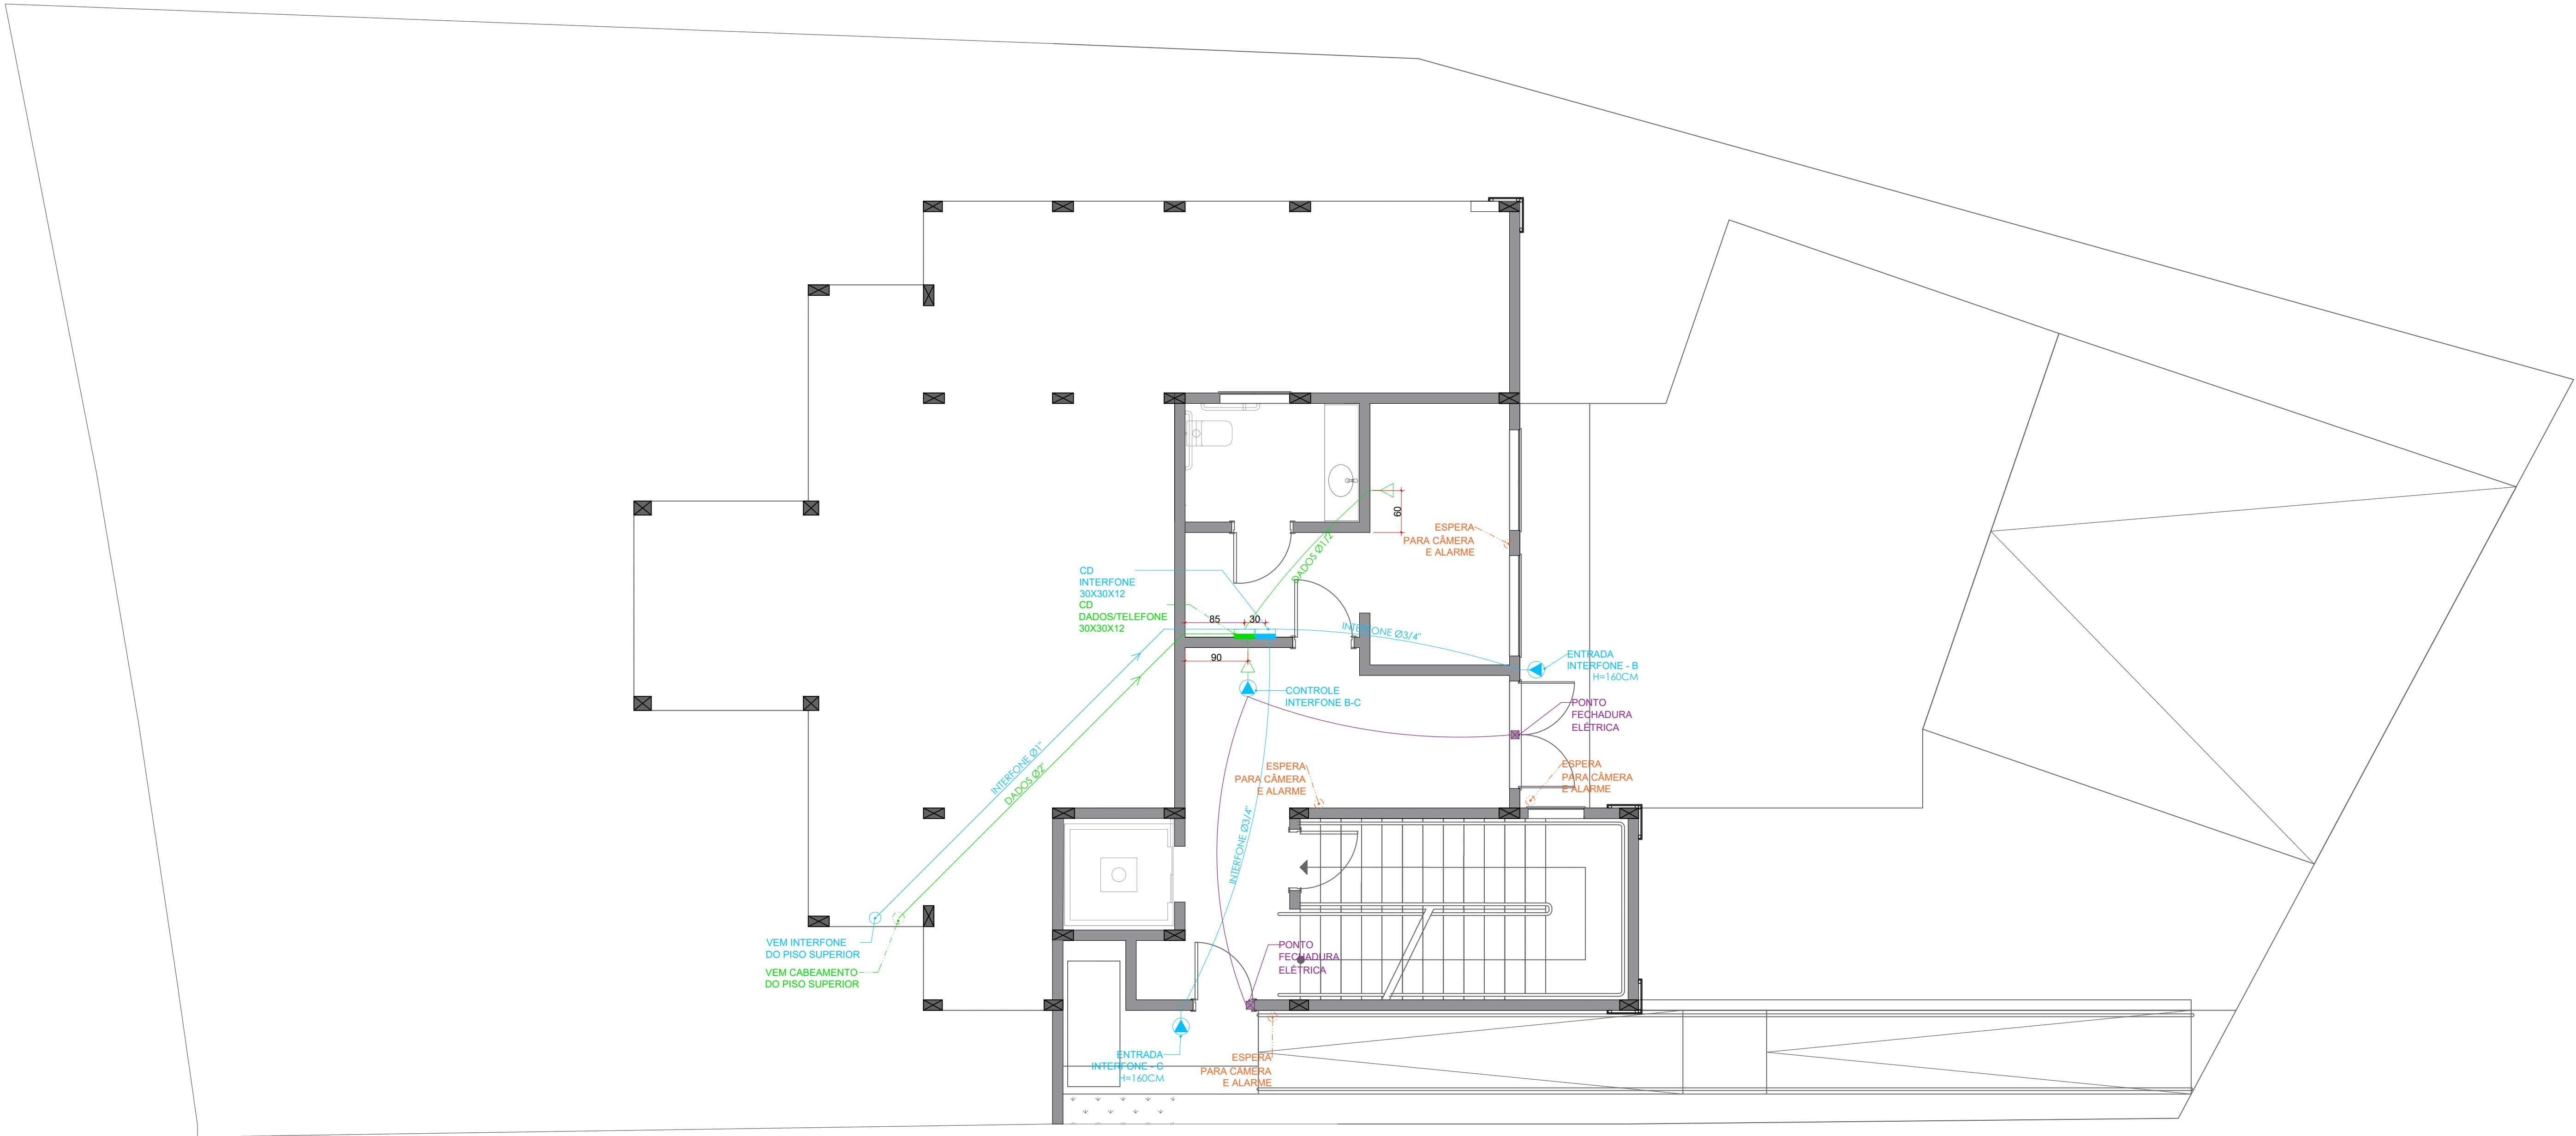 ESPERA
PARA CÂMERA
E ALARME
60
DADOS Ø1/2"
CD
INTERFONE
30X30X12
CD
DADOS/TELEFONE
30X30X12
85
30
INTERFONE Ø3/4"
90
ENTRADA
INTERFONE - B
H=160CM
CONTROLE
INTERFONE B-C
PONTO
FECHADURA
ELÉTRICA
INTERFONE Ø1"
DADOS Ø2"
ESPERA
PARA CÂMERA
E ALARME
ESPERA
PARA CÂMERA
E ALARME
INTERFONE Ø3/4"
VEM INTERFONE
DO PISO SUPERIOR
VEM CABEAMENTO
DO PISO SUPERIOR
PONTO
FECHADURA
ELÉTRICA
ENTRADA
INTERFONE - C
H=160CM
ESPERA
PARA CÂMERA
E ALARME